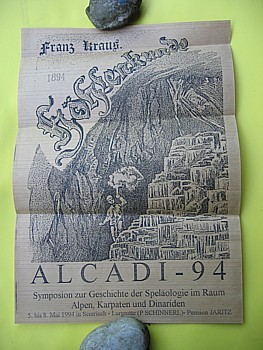 Franz Kraus.
1894
Höhlenkunde
ALCADI-94
Symposion zur Geschichte der Speläologie im Raum
Alpen, Karpaten und Dinariden
5. bis 8. Mai 1994 in Semriach - Lurgrotte (P.SCHINNERL)- Pension JARITZ